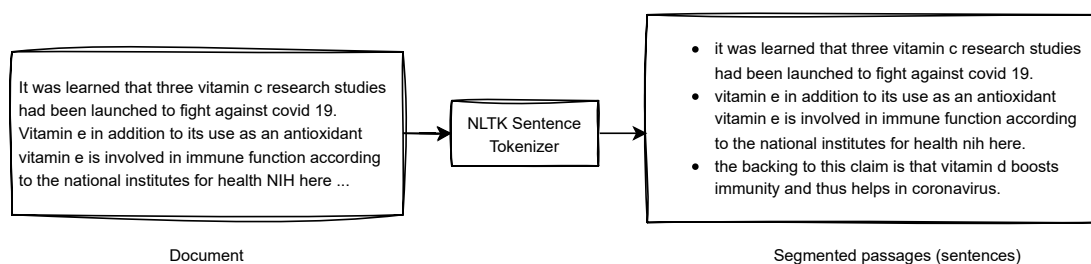 It was learned that three vitamin c research studies
had been launched to fight against covid 19.
Vitamin e in addition to its use as an antioxidant
vitamin e is involved in immune function according
to the national institutes for health NIH here ...
Document
NLTK Sentence
Tokenizer
• it was learned that three vitamin c research studies
had been launched to fight against covid 19.
• vitamin e in addition to its use as an antioxidant
vitamin e is involved in immune function according
to the national institutes for health nih here.
• the backing to this claim is that vitamin d boosts
immunity and thus helps in coronavirus.
Segmented passages (sentences)